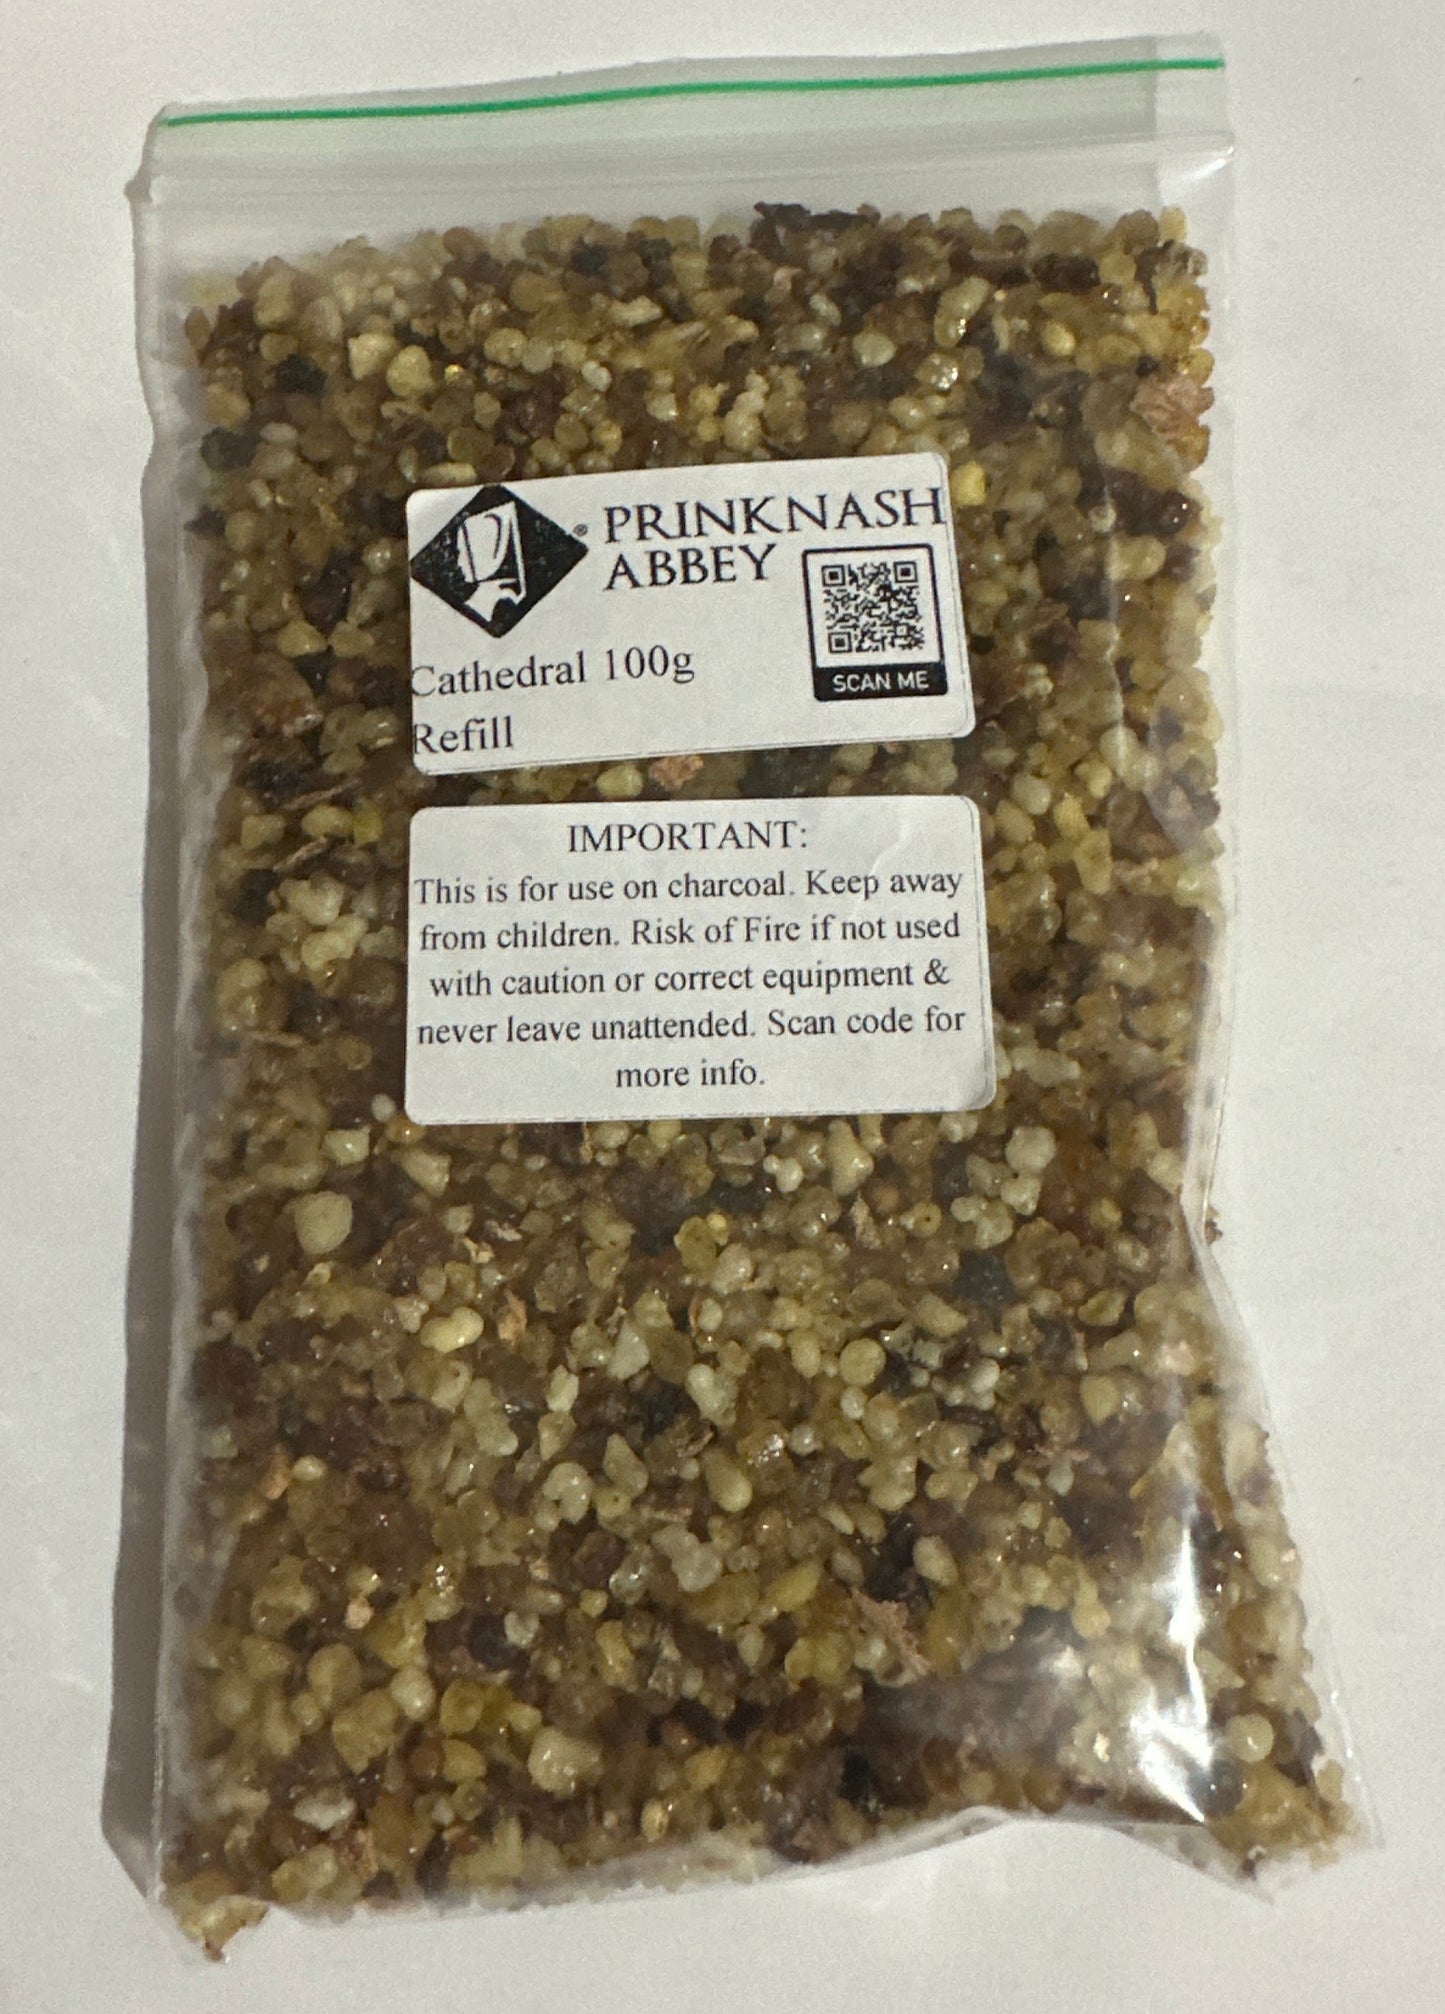 ® PRINKNASH
ABBEY
Cathedral 100g
Refill
SCAN ME
IMPORTANT:
This is for use on charcoal. Keep away
from children. Risk of Fire if not used
with caution or correct equipment &
never leave unattended. Scan code for
more info.